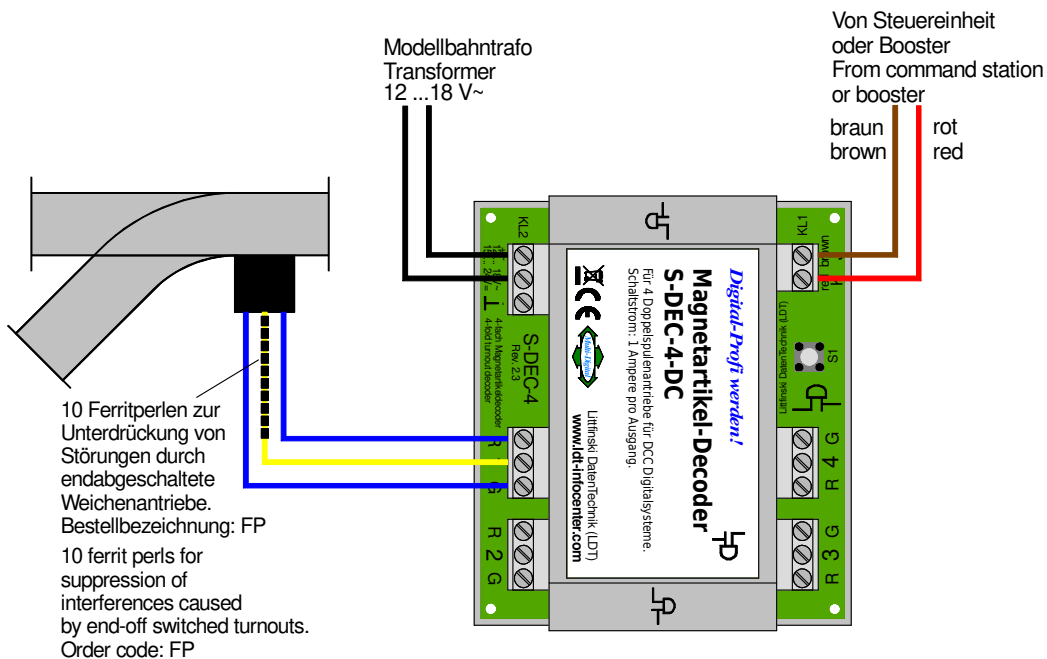 Modellbahntrafo
Transformer
12 ...18 V~
Von Steuereinheit
oder Booster
From command station
or booster
braun
brown
rot
red
10 Ferritperlen zur
Unterdrückung von
Störungen durch
endabgeschaltete
Weichenantriebe.
Bestellbezeichnung: FP
10 ferrit perls for
suppression of
interferences caused
by end-off switched turnouts.
Order code: FP
KL2
4-fach Magnetartikeldecoder
4-fold turnout decoder
S-DEC-4
Rev. 2.3
R
G
R 2 G
Digital-Profi werden!
Magnetartikel-Decoder
S-DEC-4-DC
Für 4 Doppelspulenantriebe für DCC Digitalsysteme.
Schaltstrom: 1 Ampere pro Ausgang.
Multi-Digital
Littfinski DatenTechnik (LDT)
www.ldt-infocenter.com
KL1
brown
Littfinski DatenTechnik (LDT)
S1
R 4 G
R 3 G